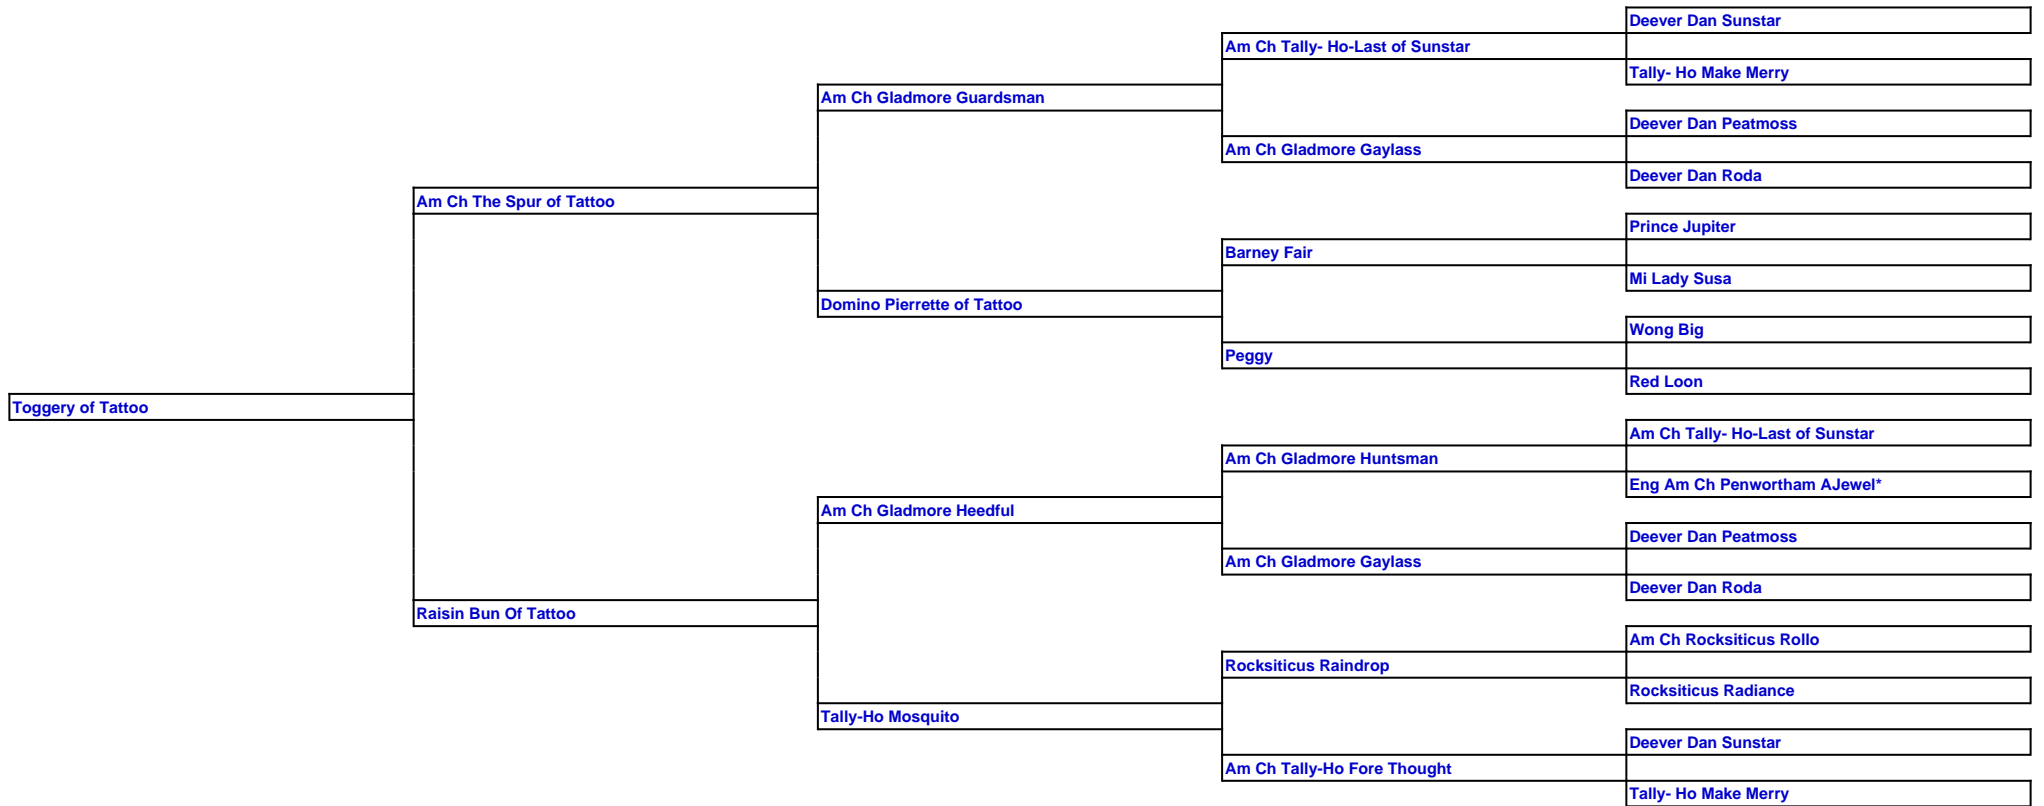 Deever Dan Sunstar
Am Ch Tally- Ho-Last of Sunstar
Tally- Ho Make Merry
Am Ch Gladmore Guardsman
Deever Dan Peatmoss
Am Ch Gladmore Gaylass
Deever Dan Roda
Am Ch The Spur of Tattoo
Prince Jupiter
Barney Fair
Mi Lady Susa
Domino Pierrette of Tattoo
Wong Big
Peggy
Red Loon
Toggery of Tattoo
Am Ch Tally- Ho-Last of Sunstar
Am Ch Gladmore Huntsman
Eng Am Ch Penwortham AJewel*
Am Ch Gladmore Heedful
Deever Dan Peatmoss
Am Ch Gladmore Gaylass
Deever Dan Roda
Raisin Bun Of Tattoo
Am Ch Rocksiticus Rollo
Rocksiticus Raindrop
Rocksiticus Radiance
Tally-Ho Mosquito
Deever Dan Sunstar
Am Ch Tally-Ho Fore Thought
Tally- Ho Make Merry